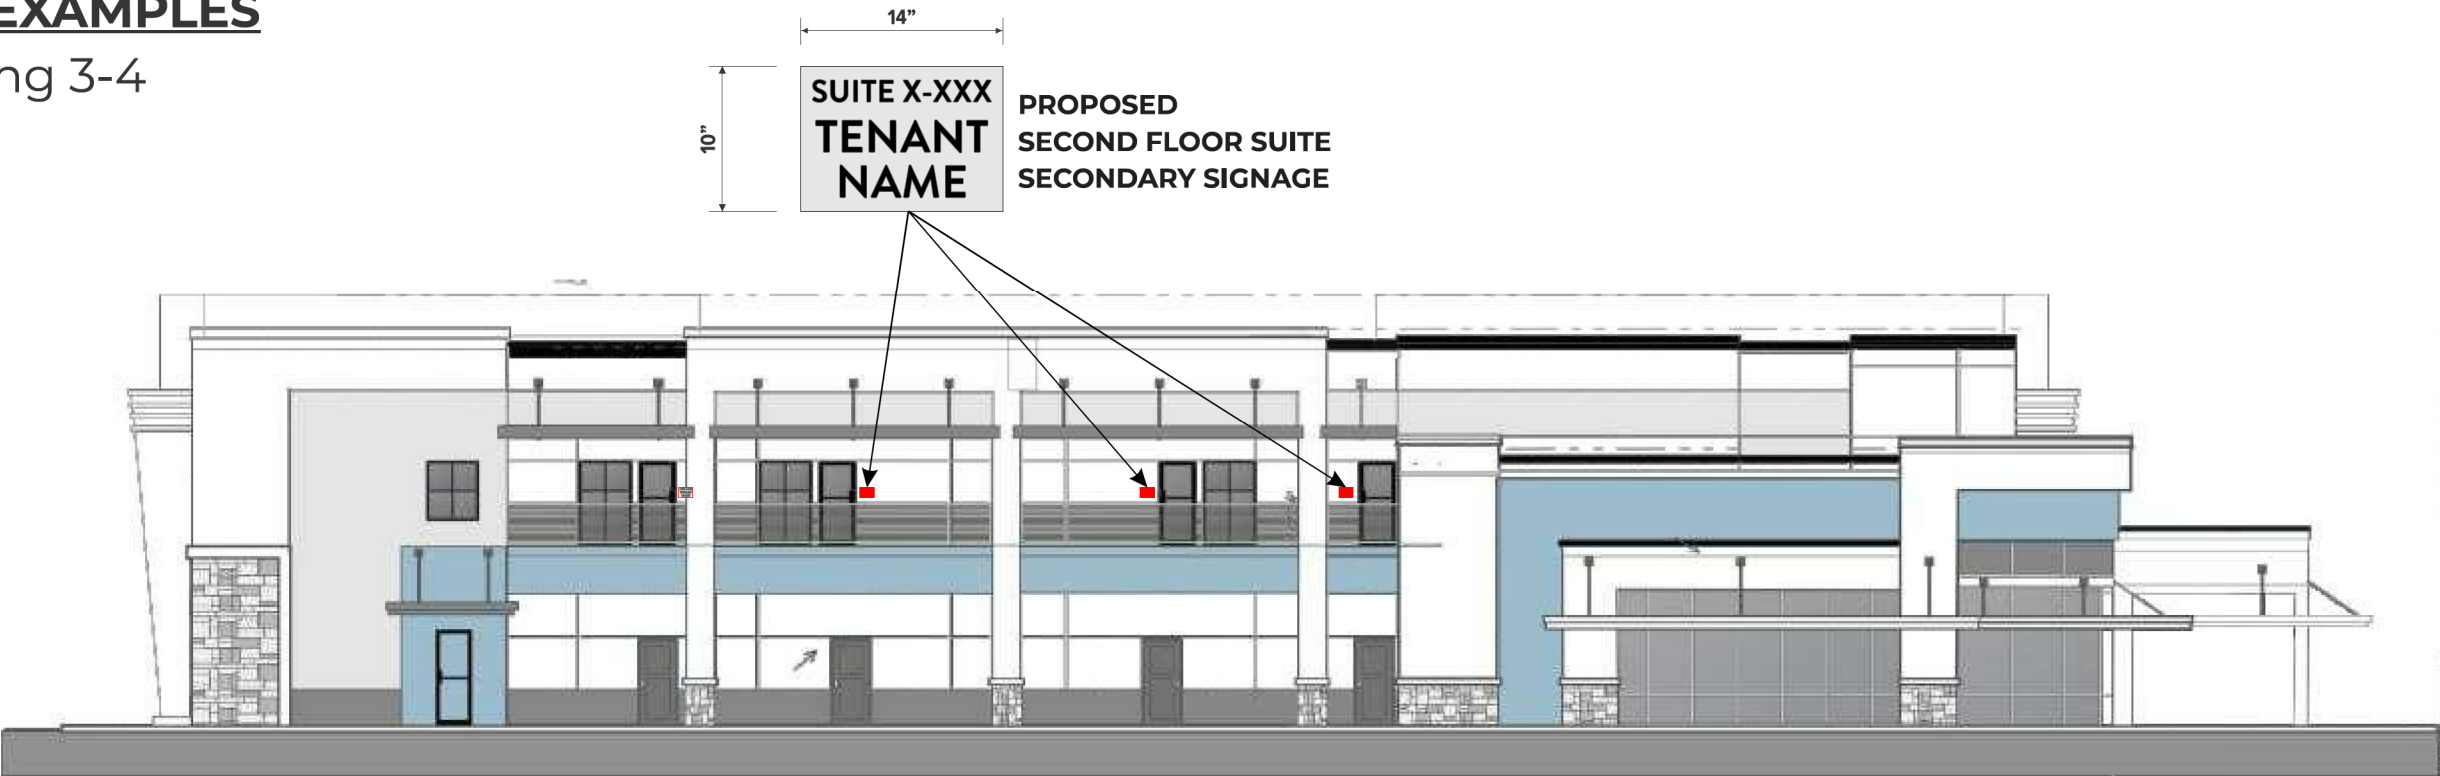 EXAMPLES
ng 3-4
14”
10”
SUITE X-XXX
TENANT
NAME
PROPOSED
SECOND FLOOR SUITE
SECONDARY SIGNAGE